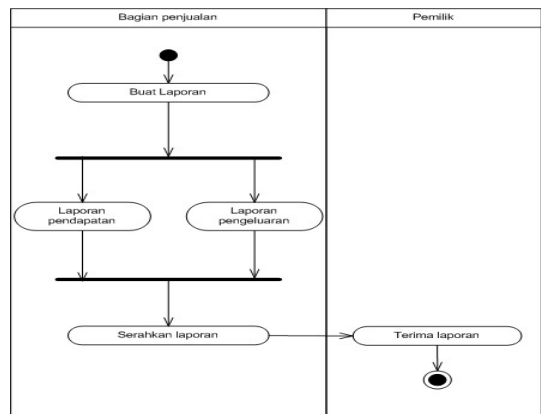 Bagian penjualan
Pemilik
Buat Laporan
Laporan
pendapatan
Laporan
pengeluaran
Serahkan laporan
Terima laporan